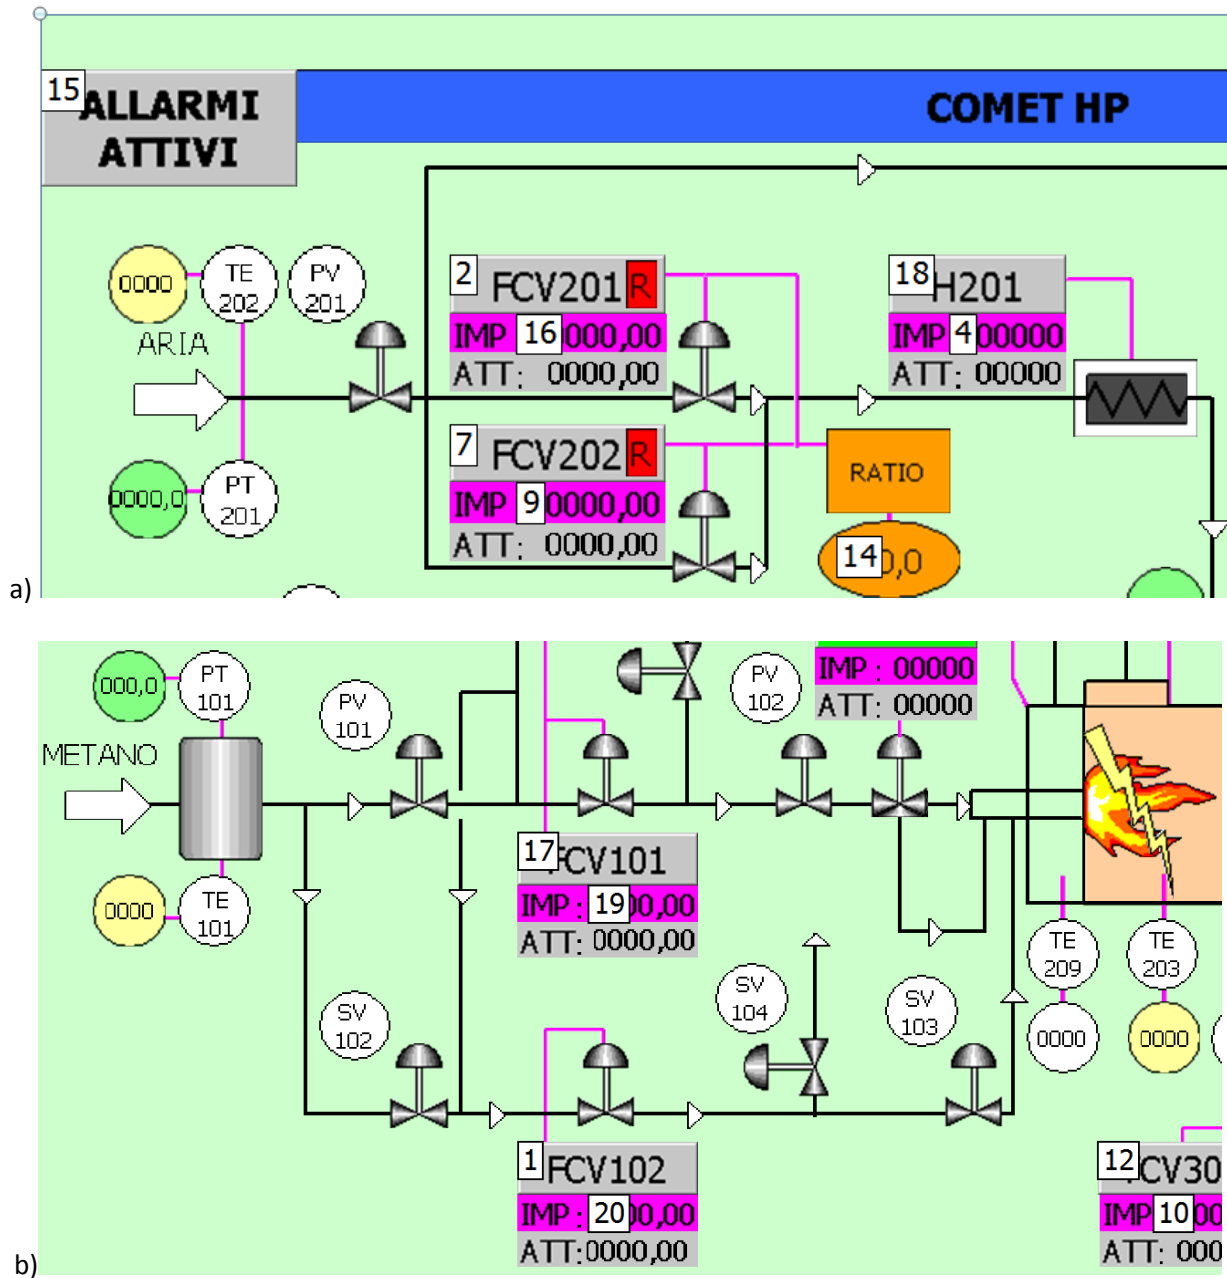 15
ALLARMI
ATTIVI
COMET HP
0000
TE
202
PV
201
ARIA
0000,0
PT
201
2
FCV201 R
IMP 16 000,00
ATT: 0000,00
18
H201
IMP 4 00000
ATT: 00000
7
FCV202 R
IMP 9 0000,00
ATT: 0000,00
RATIO
14 0,0
a)
000,0
PT
101
METANO
0000
TE
101
PV
101
PV
102
IMP : 00000
ATT: 00000
17
FCV101
IMP : 19 00,00
ATT: 0000,00
SV
102
SV
104
SV
103
TE
209
0000
TE
203
0000
1
FCV102
IMP : 20 00,00
ATT:0000,00
12
CV30
IMP 10 00
ATT: 000
b)